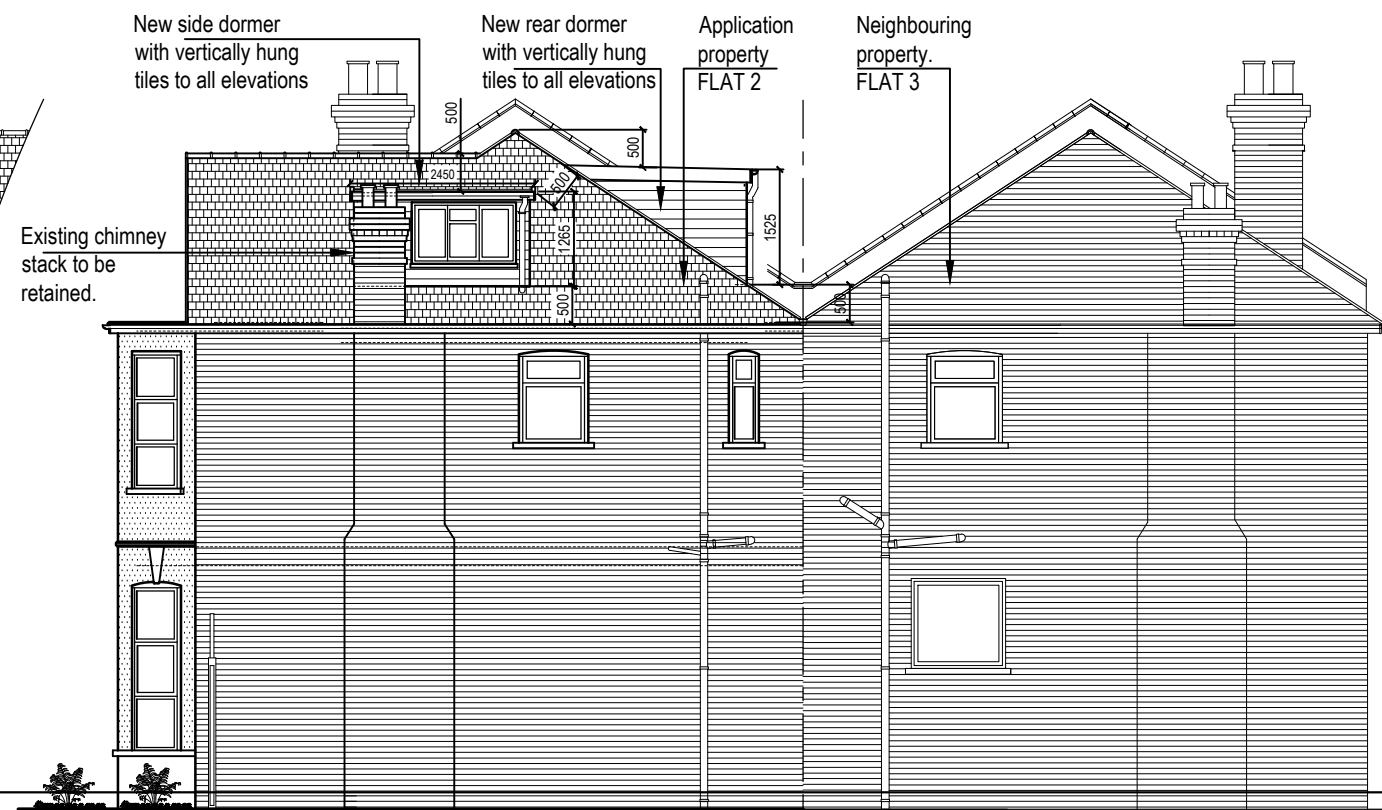 New side dormer
with vertically hung
tiles to all elevations
New rear dormer
with vertically hung
tiles to all elevations
Application
property
FLAT 2
Neighbouring
property.
FLAT 3
Existing chimney
stack to be
retained.
500
500
2450
500
1265
500
1525
500